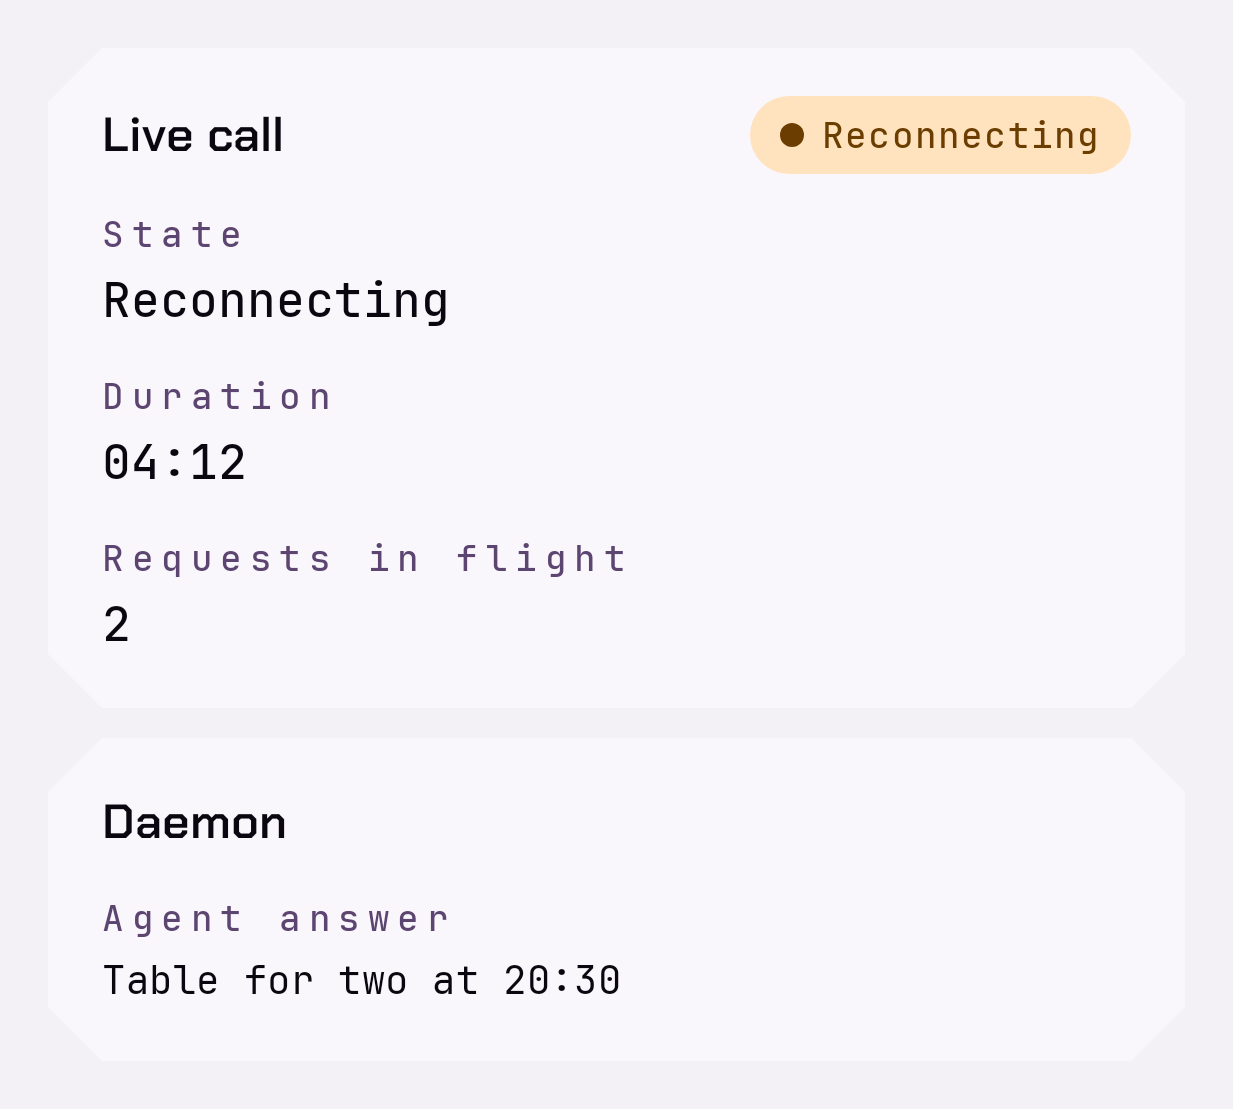 Live call
Reconnecting
State
Reconnecting
Duration
04:12
Requests in flight
2
Daemon
Agent answer
Table for two at 20:30